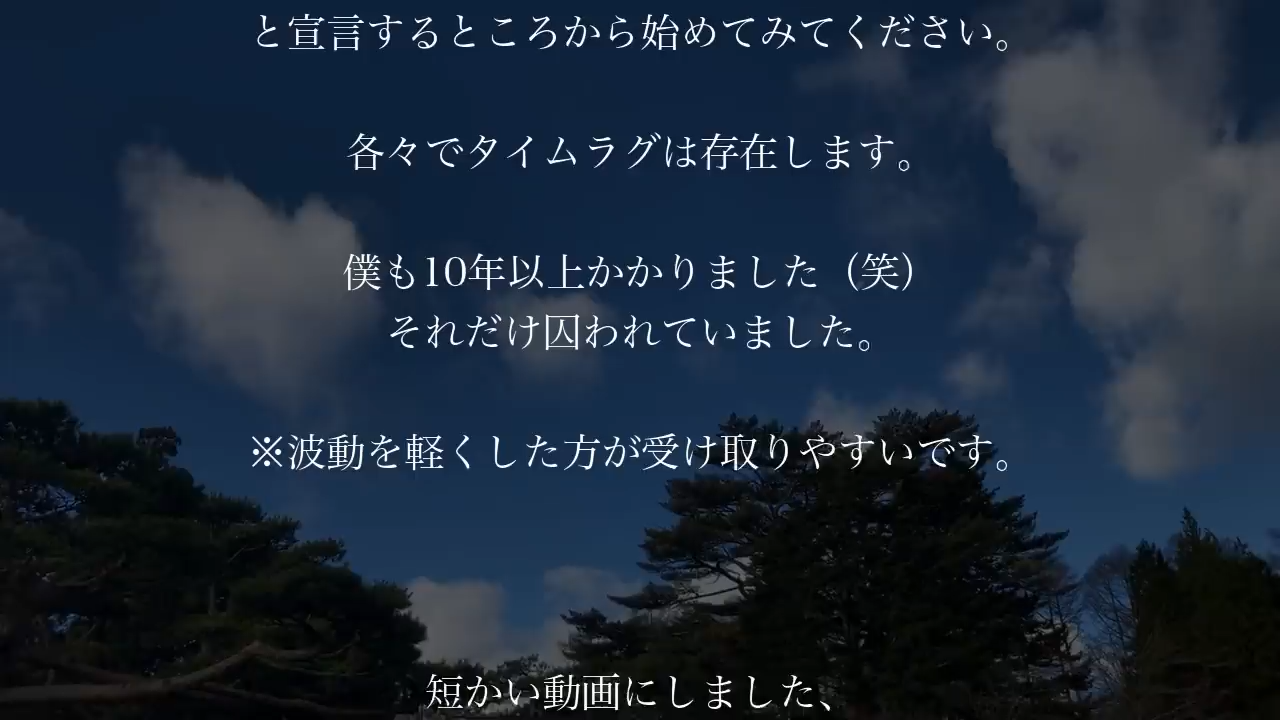 と宣言するところから始めてみてください。
各々でタイムラグは存在します。
僕も10年以上かかりました（笑）
それだけ囚われていました。
※波動を軽くした方が受け取りやすいです。
短かい動画にしました、